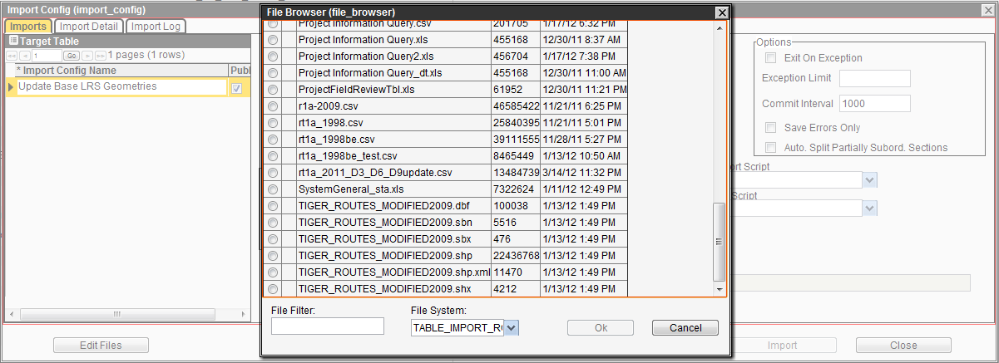 Import Config (import_config)
Imports
Import Detail
Import Log
Target Table
1
Go
1 pages (1 rows)
* Import Config Name
Publ
Update Base LRS Geometries
Edit Files
File Browser (file_browser)
Project Information Query.csv 201705 1/17/12 6:32 PM
Project Information Query.xls 455168 12/30/11 8:37 AM
Project Information Query2.xls 456704 1/17/12 7:38 PM
Project Information Query_dt.xls 455168 12/30/11 11:00 AM
ProjectFieldReviewTbl.xls 61952 12/30/11 11:21 PM
r1a-2009.csv 46585422 11/21/11 6:25 PM
rt1a_1998.csv 25840395 11/21/11 5:01 PM
rt1a_1998be.csv 39111555 11/28/11 5:27 PM
rt1a_1998be_test.csv 8465449 1/13/12 10:50 AM
rt1a_2011_D3_D6_D9update.csv 13484739 3/14/12 11:32 PM
SystemGeneral_sta.xls 7322624 1/11/12 12:49 PM
TIGER_ROUTES_MODIFIED2009.dbf 100038 1/13/12 1:49 PM
TIGER_ROUTES_MODIFIED2009.sbn 5516 1/13/12 1:49 PM
TIGER_ROUTES_MODIFIED2009.sbx 476 1/13/12 1:49 PM
TIGER_ROUTES_MODIFIED2009.shp 22436768 1/13/12 1:49 PM
TIGER_ROUTES_MODIFIED2009.shp.xml 11470 1/13/12 1:49 PM
TIGER_ROUTES_MODIFIED2009.shx 4212 1/13/12 1:49 PM
File Filter:
File System:
TABLE_IMPORT_R
Ok
Cancel
Options
Exit On Exception
Exception Limit
Commit Interval 1000
Save Errors Only
Auto. Split Partially Subord. Sections
ort Script
Script
Import
Close